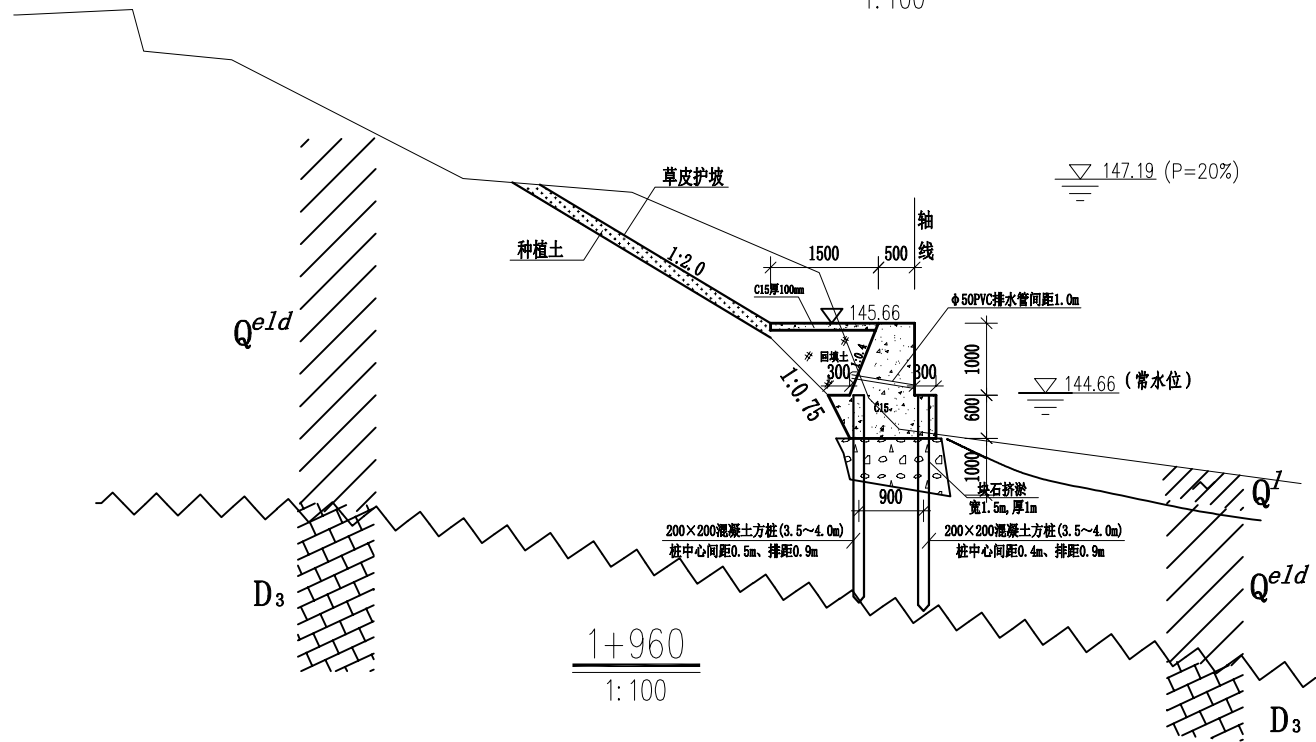 1:100
147.19 (P=20%)
草皮护坡
种植土
1:2.0
轴线
1500
500
C15厚100mm
145.66
φ50PVC排水管间距1.0m
Q^eld
回填土
1:0.4
300
300
1000
144.66 (常水位)
1:0.75
C15
600
1000
块石挤淤
宽1.5m,厚1m
900
Q^l
200×200混凝土方桩(3.5～4.0m)
桩中心间距0.5m、排距0.9m
200×200混凝土方桩(3.5～4.0m)
桩中心间距0.4m、排距0.9m
Q^eld
D₃
1+960
1:100
D₃